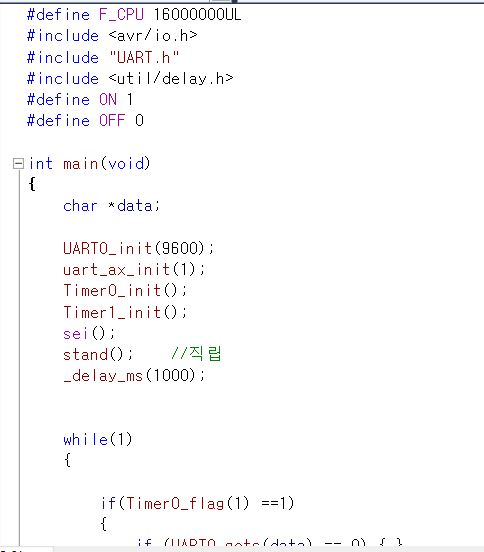 #define F_CPU 16000000UL
#include <avr/io.h>
#include "UART.h"
#include <util/delay.h>
#define ON 1
#define OFF 0
int main(void)
{
char *data;
UART0_init(9600);
uart_ax_init(1);
Timer0_init();
Timer1_init();
sei();
stand(); //직립
_delay_ms(1000);
while(1)
{
if(Timer0_flag(1) ==1)
{
if (UART0_gets(data) == 0) { }